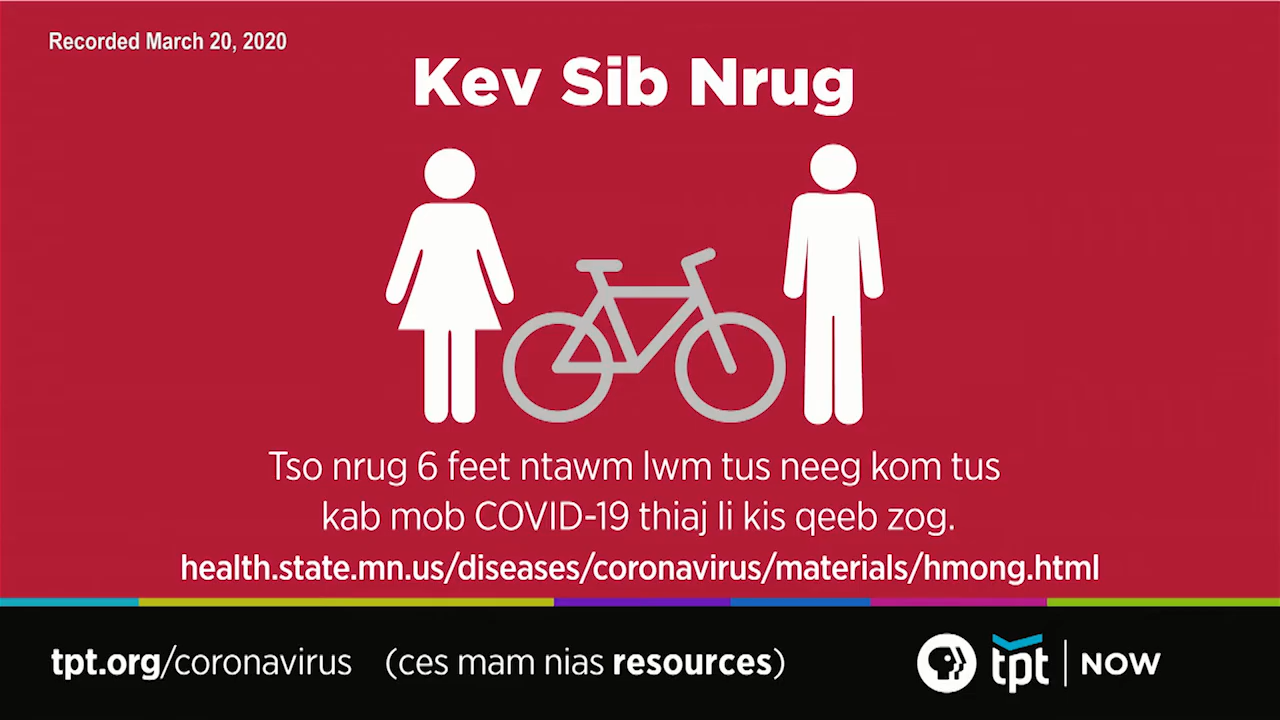 Recorded March 20, 2020
Kev Sib Nrug
Tso nrug 6 feet ntawm lwm tus neeg kom tus
kab mob COVID-19 thiaj li kis qeeb zog.
health.state.mn.us/diseases/coronavirus/materials/hmong.html
tpt.org/coronavirus (ces mam nias resources)
tpt | NOW